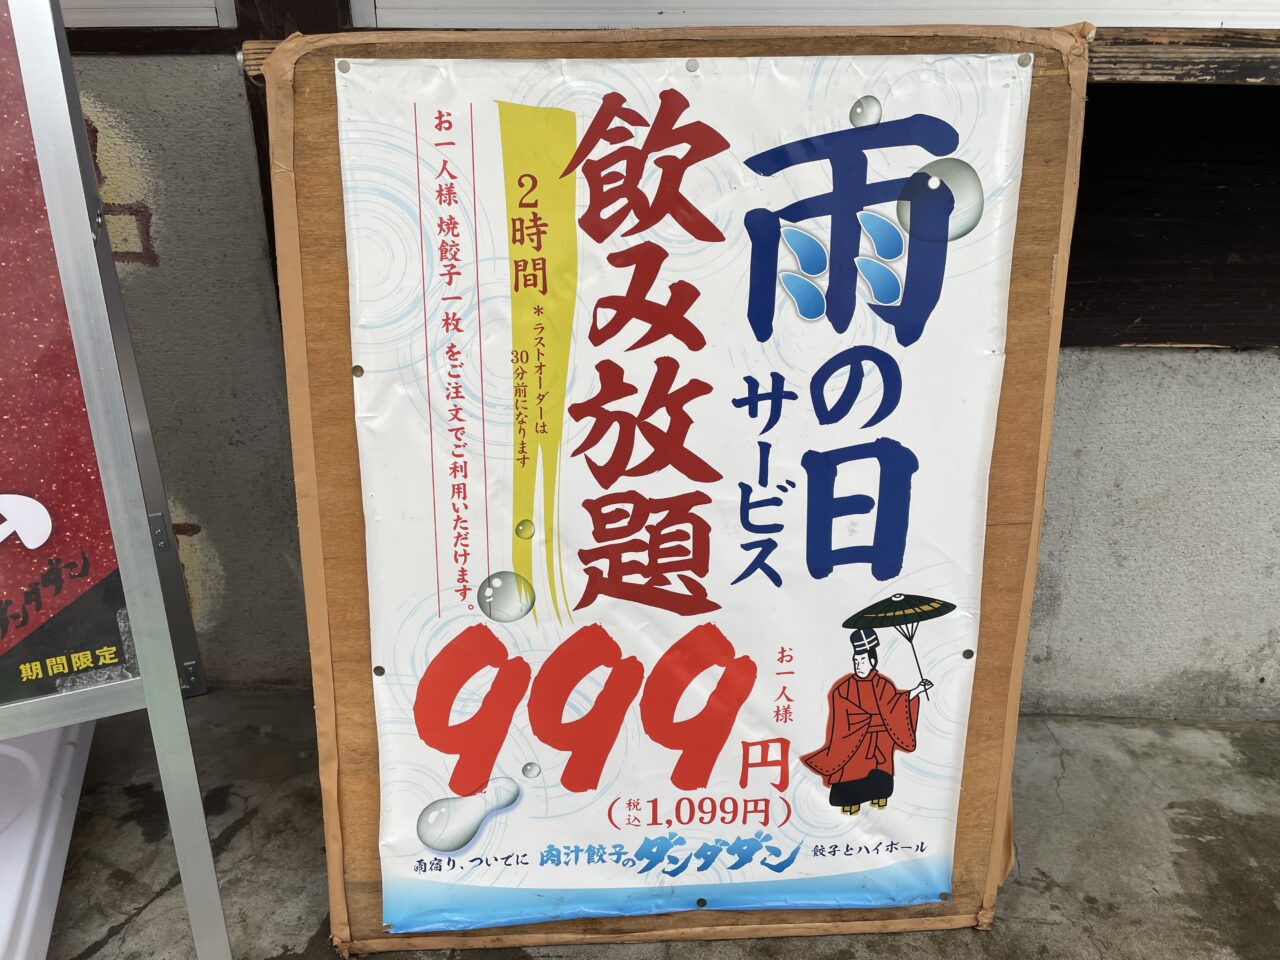 雨の日
サービス
飲み放題
2時間
*ラストオーダーは
30分前になります
お一人様 焼餃子一枚 をご注文でご利用いただけます。
お一人様
999円
(税込1,099円)
雨宿り、ついでに 肉汁餃子のダンダダン 餃子とハイボール
ダンダダン
期間限定